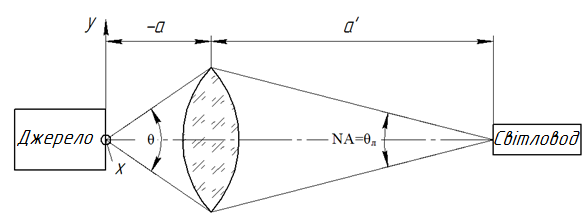 y
–a
a'
Джерело
x
θ
NA=θл
Світловод